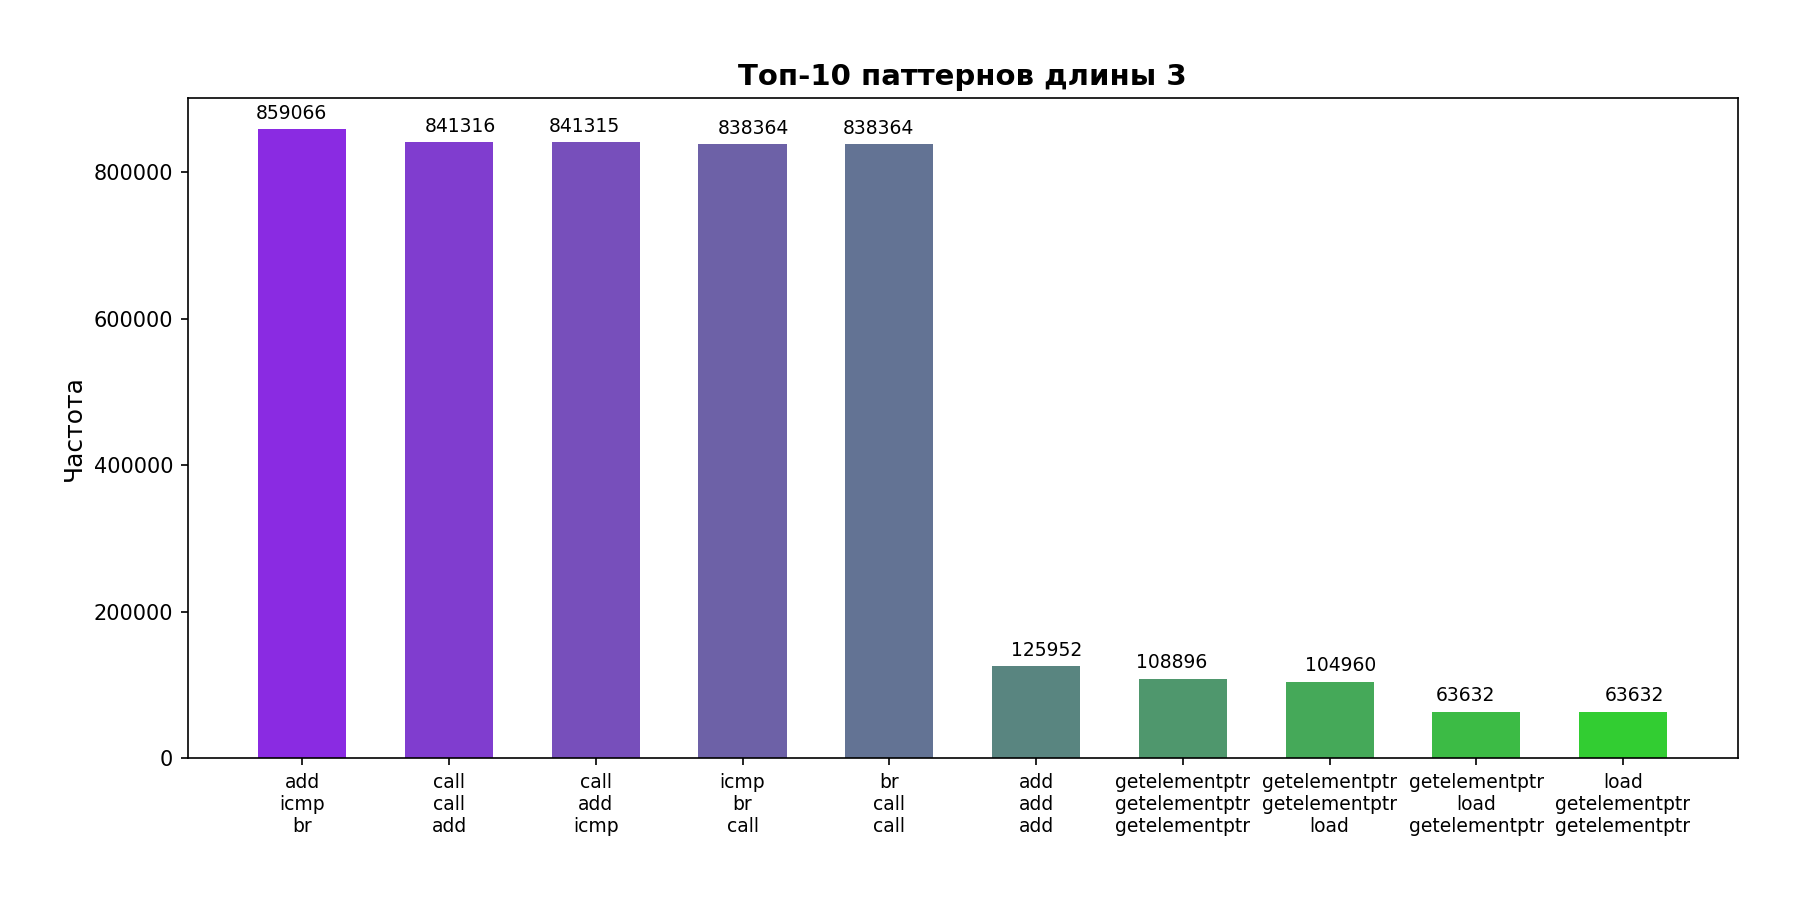 Топ-10 паттернов длины 3
Частота
800000
600000
400000
200000
0
859066
841316
841315
838364
838364
125952
108896
104960
63632
63632
add
icmp
br
call
call
add
call
add
icmp
icmp
br
call
br
call
call
add
add
add
getelementptr
getelementptr
getelementptr
getelementptr
getelementptr
load
getelementptr
load
getelementptr
load
getelementptr
getelementptr